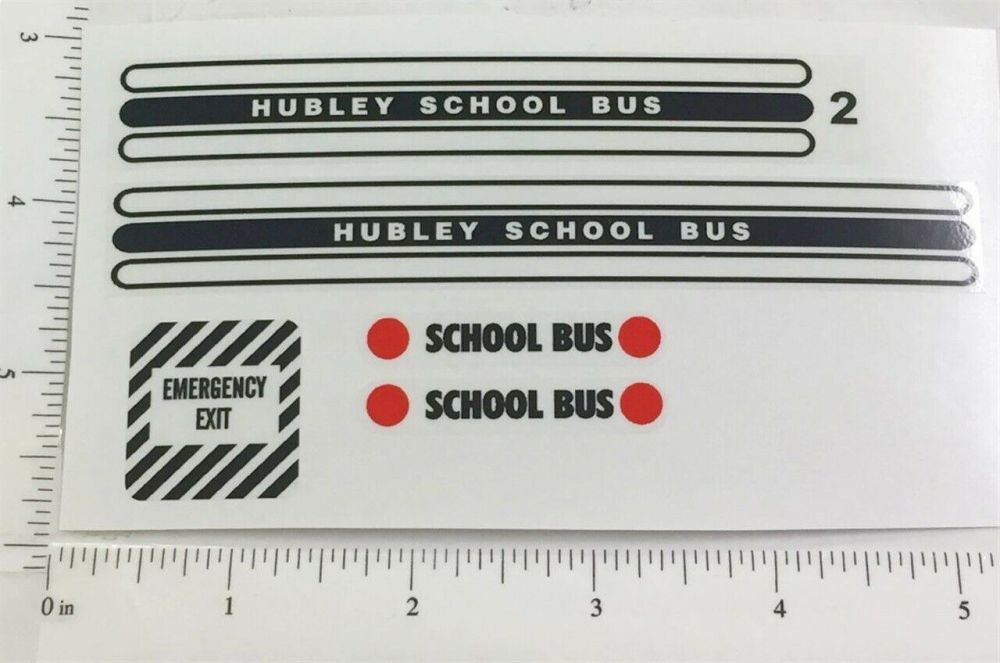 3
HUBLEY SCHOOL BUS 2
4
HUBLEY SCHOOL BUS
5
EMERGENCY
EXIT
SCHOOL BUS
SCHOOL BUS
0 in 1 2 3 4 5